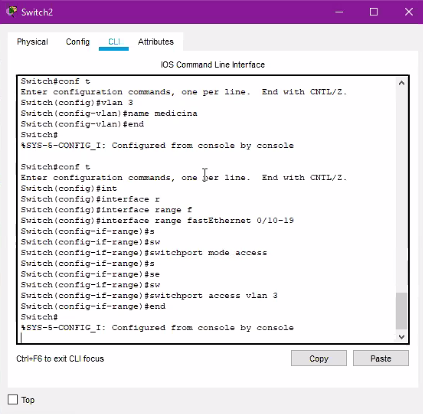 Switch2
Physical Config CLI Attributes
IOS Command Line Interface
Switch#conf t
Enter configuration commands, one per line. End with CNTL/Z.
Switch(config)#vlan 3
Switch(config-vlan)#name medicina
Switch(config-vlan)#end
Switch#
%SYS-5-CONFIG_I: Configured from console by console
Switch#conf t
Enter configuration commands, one per line. End with CNTL/Z.
Switch(config)#int
Switch(config)#interface r
Switch(config)#interface range f
Switch(config)#interface range fastEthernet 0/10-19
Switch(config-if-range)#s
Switch(config-if-range)#sw
Switch(config-if-range)#switchport mode access
Switch(config-if-range)#s
Switch(config-if-range)#se
Switch(config-if-range)#sw
Switch(config-if-range)#switchport access vlan 3
Switch(config-if-range)#end
Switch#
%SYS-5-CONFIG_I: Configured from console by console
Ctrl+F6 to exit CLI focus
Copy Paste
Top